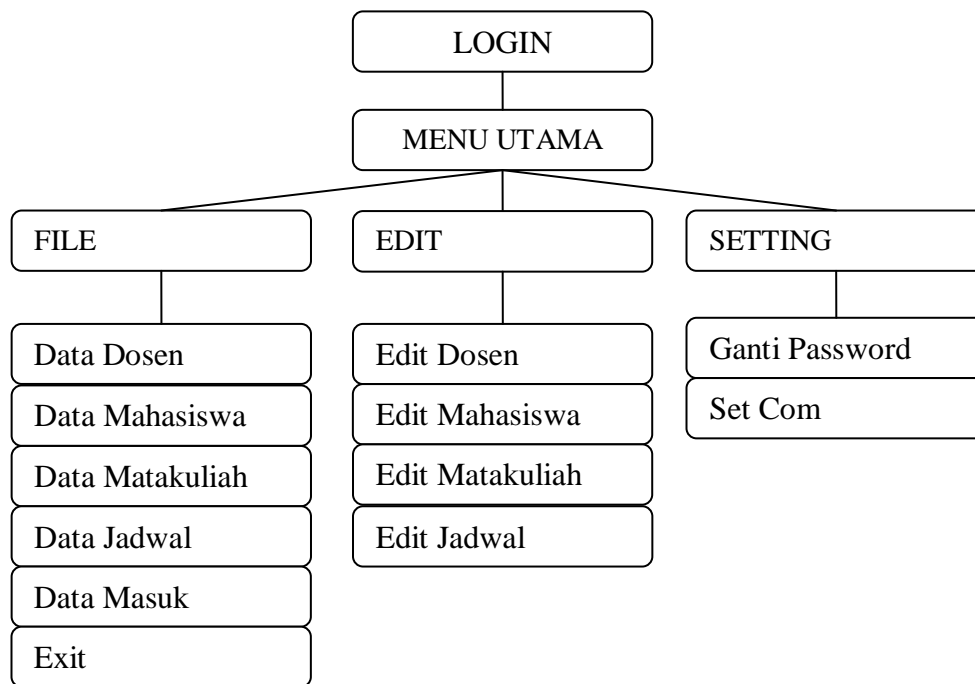 LOGIN
MENU UTAMA
FILE
Data Dosen
Data Mahasiswa
Data Matakuliah
Data Jadwal
Data Masuk
Exit
EDIT
Edit Dosen
Edit Mahasiswa
Edit Matakuliah
Edit Jadwal
SETTING
Ganti Password
Set Com